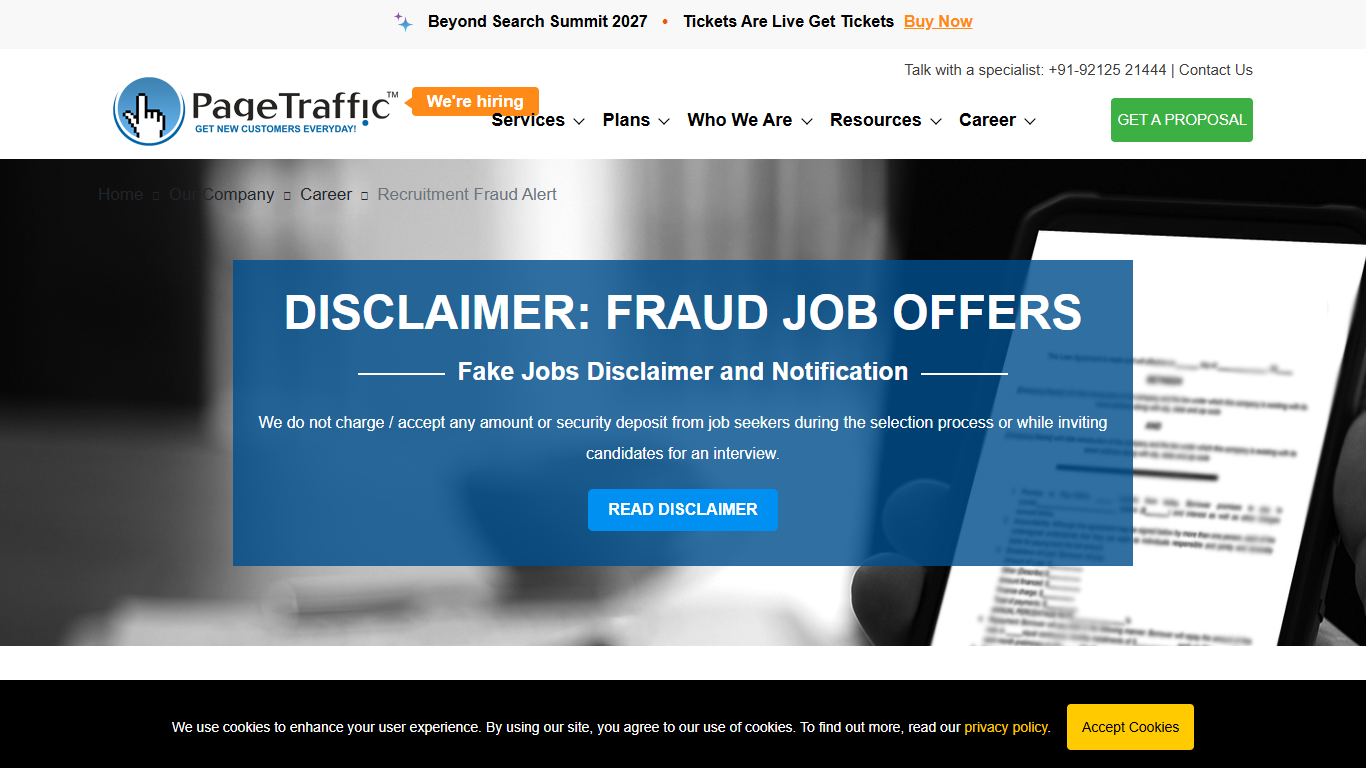 Beyond Search Summit 2027 • Tickets Are Live Get Tickets Buy Now
Talk with a specialist: +91-92125 21444 | Contact Us
PageTraffic™
GET NEW CUSTOMERS EVERYDAY!
We're hiring
Services Plans Who We Are Resources Career
GET A PROPOSAL
Home Our Company Career Recruitment Fraud Alert
DISCLAIMER: FRAUD JOB OFFERS
Fake Jobs Disclaimer and Notification
We do not charge / accept any amount or security deposit from job seekers during the selection process or while inviting
candidates for an interview.
READ DISCLAIMER
We use cookies to enhance your user experience. By using our site, you agree to our use of cookies. To find out more, read our privacy policy.
Accept Cookies